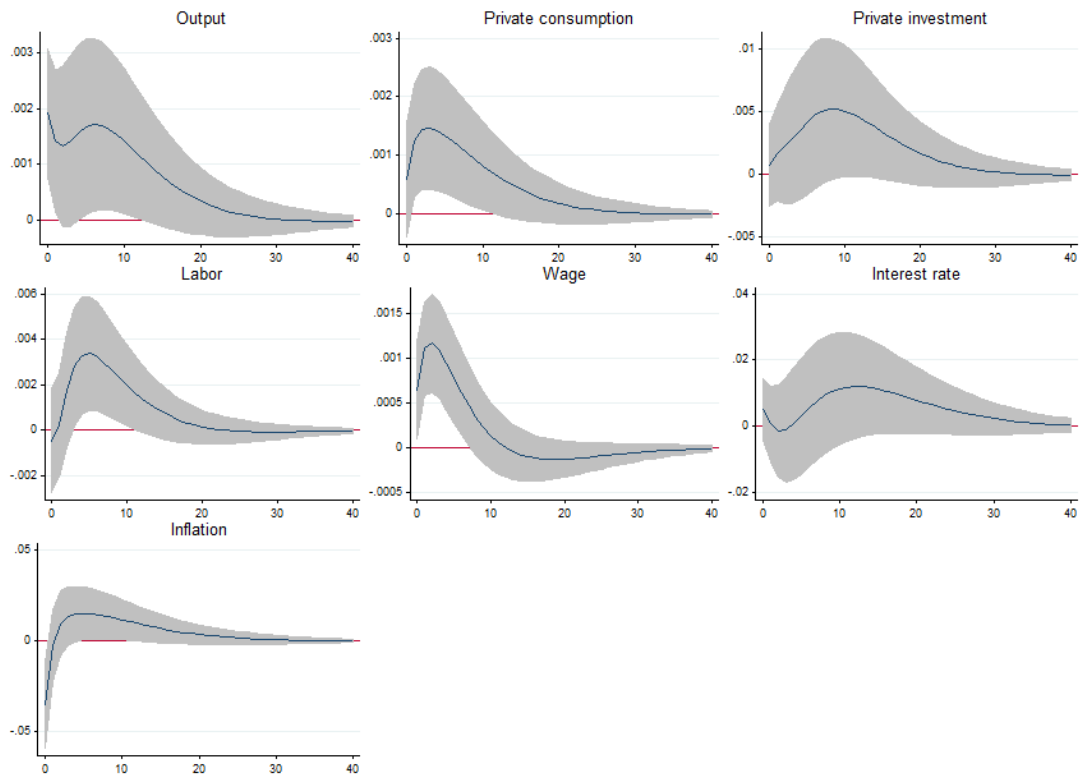 Output
.003
.002
.001
0
0 10 20 30 40
Private consumption
.003
.002
.001
0
0 10 20 30 40
Private investment
.01
.005
0
-.005
0 10 20 30 40
Labor
.006
.004
.002
0
-.002
0 10 20 30 40
Wage
.0015
.001
.0005
0
-.0005
0 10 20 30 40
Interest rate
.04
.02
0
-.02
0 10 20 30 40
Inflation
.05
0
-.05
0 10 20 30 40